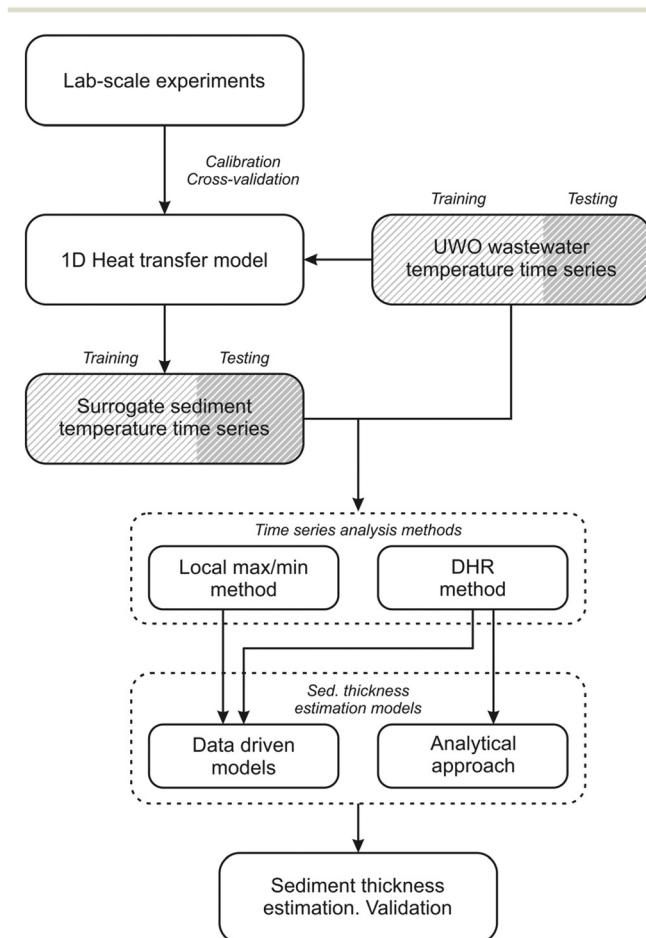 Lab-scale experiments
Calibration
Cross-validation
Training
Testing
1D Heat transfer model
UWO wastewater
temperature time series
Training
Testing
Surrogate sediment
temperature time series
Time series analysis methods
Local max/min
method
DHR
method
Sed. thickness
estimation models
Data driven
models
Analytical
approach
Sediment thickness
estimation. Validation